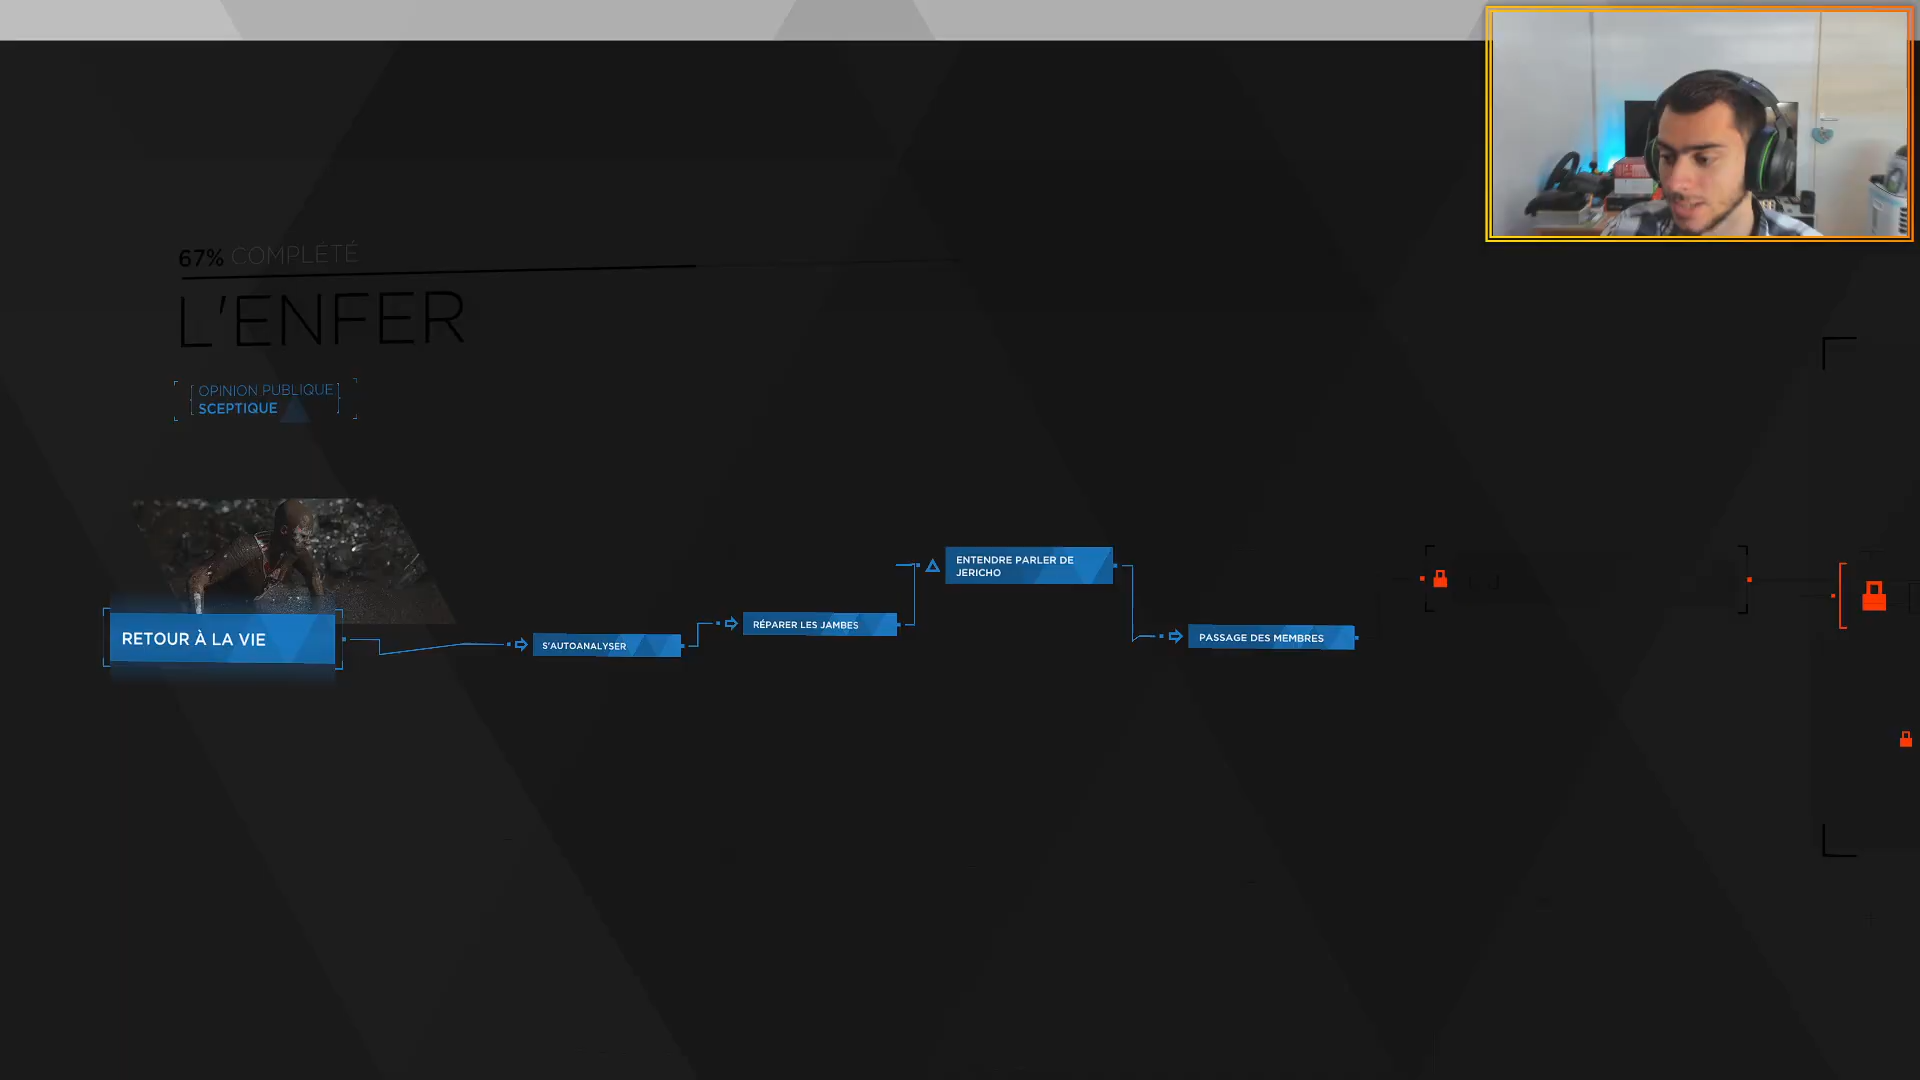 67% COMPLÉTÉ
L'ENFER
OPINION PUBLIQUE
SCEPTIQUE
RETOUR À LA VIE
S'AUTOANALYSER
RÉPARER LES JAMBES
ENTENDRE PARLER DE
JERICHO
PASSAGE DES MEMBRES